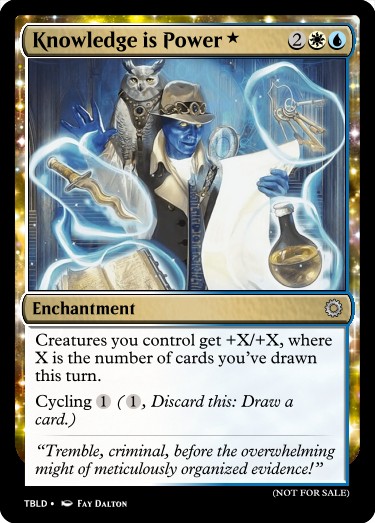 Knowledge is Power ★ 2
Enchantment
Creatures you control get +X/+X, where
X is the number of cards you've drawn
this turn.
Cycling 1 (1, Discard this: Draw a
card.)
“Tremble, criminal, before the overwhelming
might of meticulously organized evidence!”
(NOT FOR SALE)
TBLD • Fay Dalton